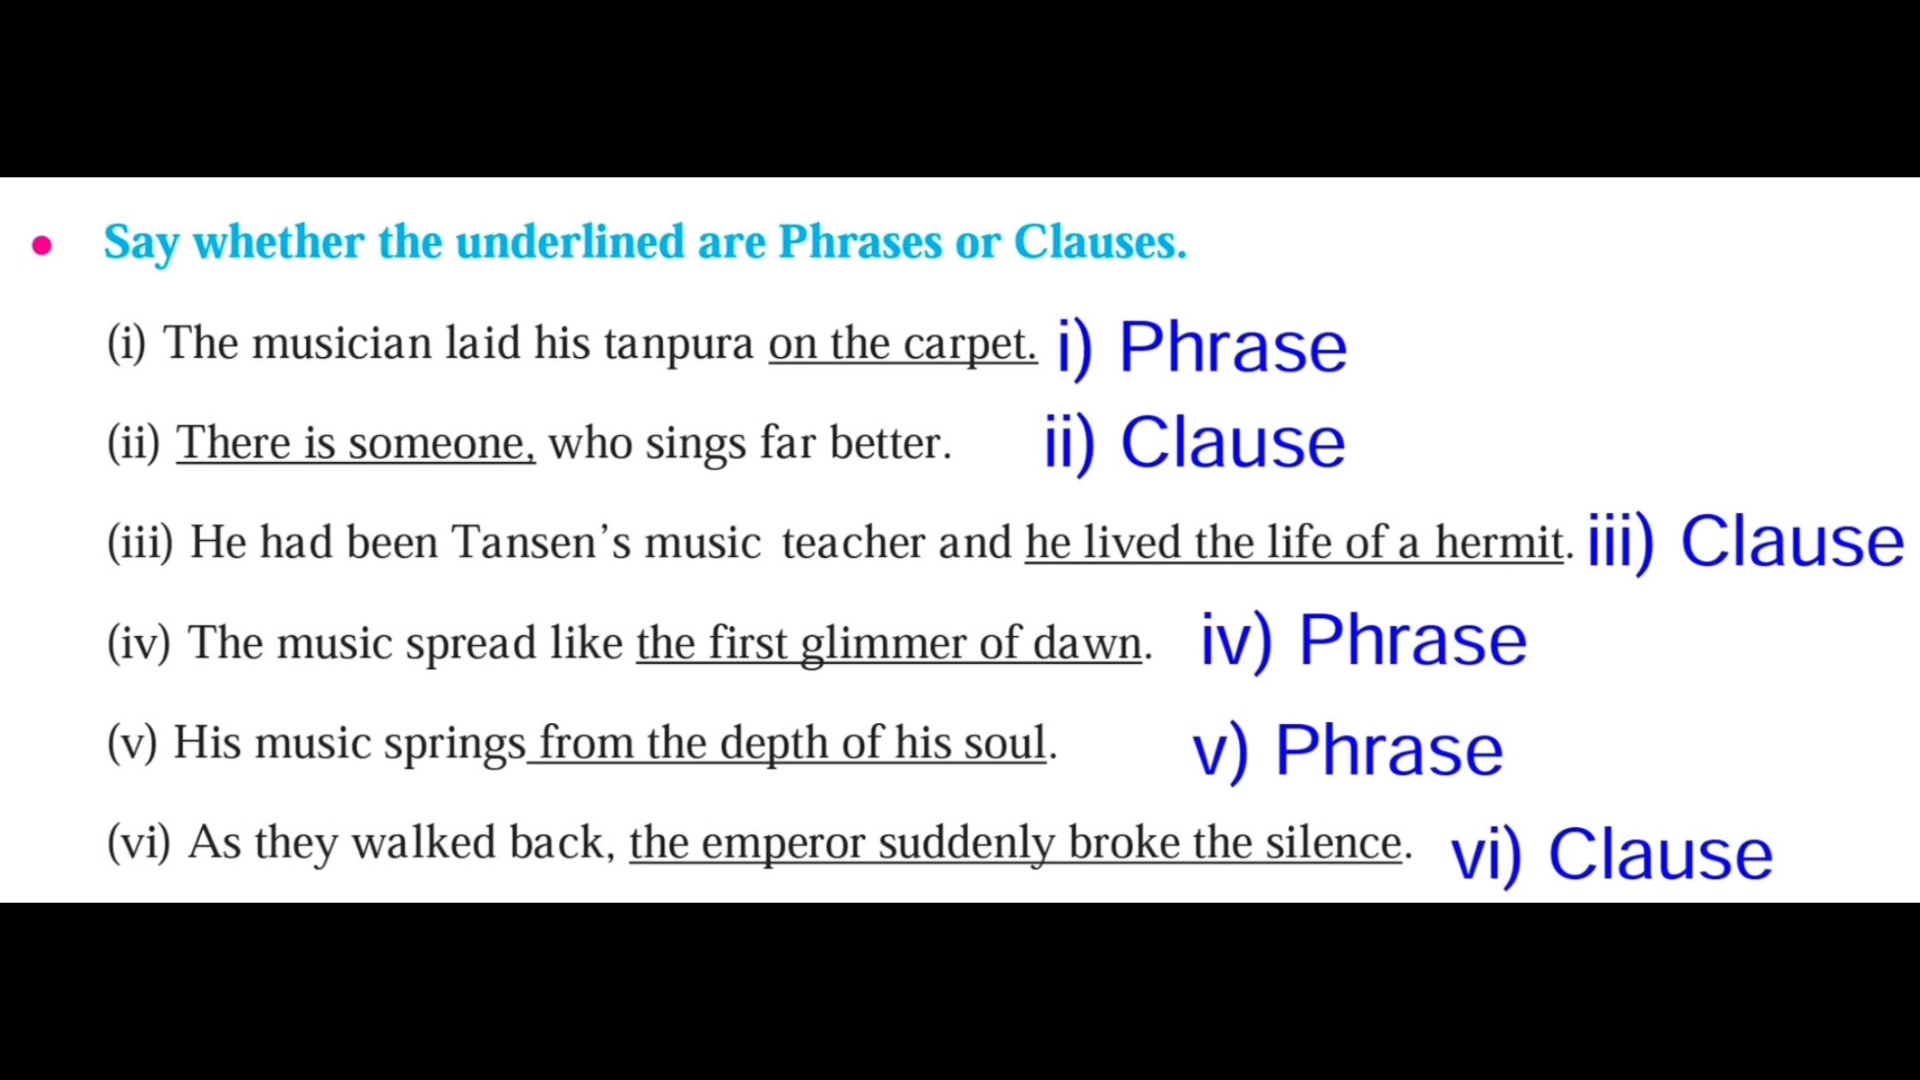 • Say whether the underlined are Phrases or Clauses.
(i) The musician laid his tanpura on the carpet. i) Phrase
(ii) There is someone, who sings far better. ii) Clause
(iii) He had been Tansen’s music teacher and he lived the life of a hermit. iii) Clause
(iv) The music spread like the first glimmer of dawn. iv) Phrase
(v) His music springs from the depth of his soul. v) Phrase
(vi) As they walked back, the emperor suddenly broke the silence. vi) Clause